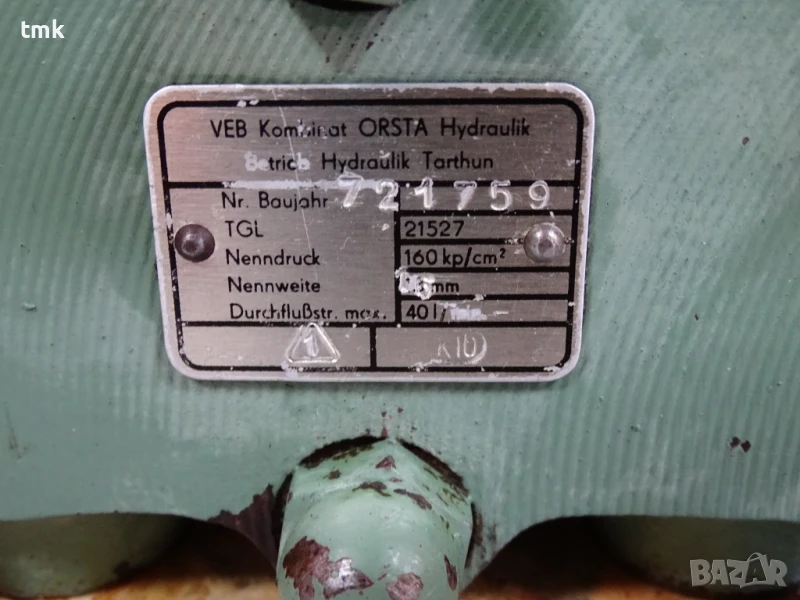 tmk
VEB Kombinat ORSTA Hydraulik
Betrieb Hydraulik Tarthun
Nr. Baujahr 721759
TGL 21527
Nenndruck 160 kp/cm²
Nennweite mm
Durchflußstr. max. 40 l/min
1
BAZAR